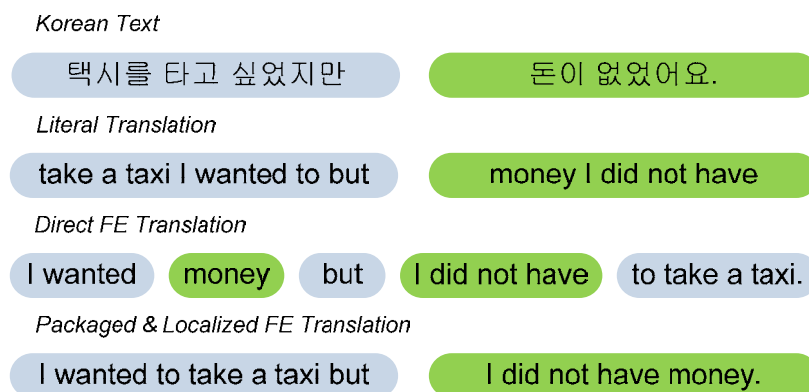 Korean Text
택시를 타고 싶었지만 돈이 없었어요.
Literal Translation
take a taxi I wanted to but money I did not have
Direct FE Translation
I wanted money but I did not have to take a taxi.
Packaged & Localized FE Translation
I wanted to take a taxi but I did not have money.